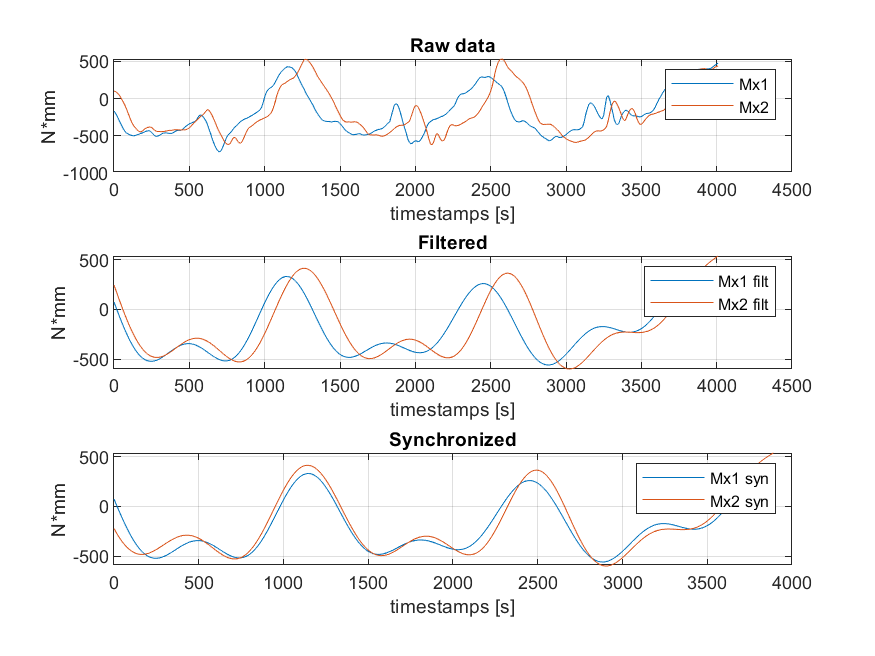 Raw data
500
0
-500
-1000
N*mm
Mx1
Mx2
0 500 1000 1500 2000 2500 3000 3500 4000 4500
timestamps [s]
Filtered
500
0
-500
N*mm
Mx1 filt
Mx2 filt
0 500 1000 1500 2000 2500 3000 3500 4000 4500
timestamps [s]
Synchronized
500
0
-500
N*mm
Mx1 syn
Mx2 syn
0 500 1000 1500 2000 2500 3000 3500 4000
timestamps [s]